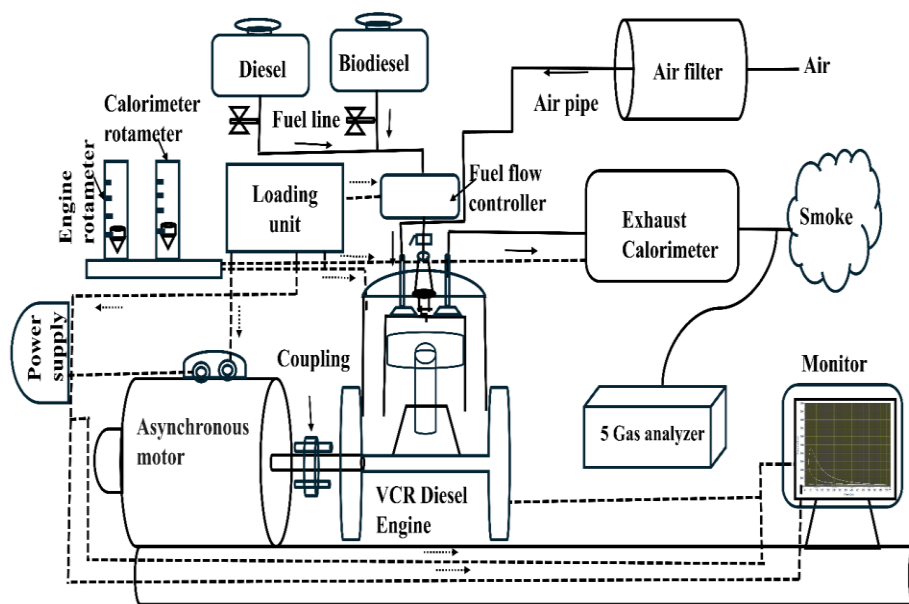 Diesel
Biodiesel
Air filter
Air
Fuel line
Air pipe
Calorimeter
rotameter
Engine
rotameter
Loading
unit
Fuel flow
controller
Exhaust
Calorimeter
Smoke
Power
supply
Coupling
Monitor
Asynchronous
motor
5 Gas analyzer
VCR Diesel
Engine